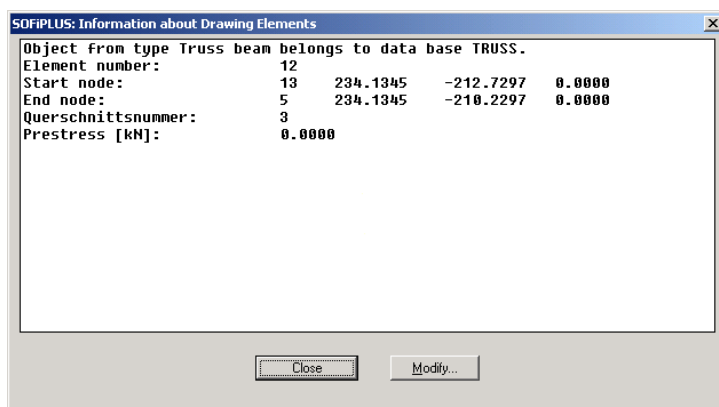 SOFiPLUS: Information about Drawing Elements
Object from type Truss beam belongs to data base TRUSS.
Element number: 12
Start node: 13 234.1345 -212.7297 0.0000
End node: 5 234.1345 -210.2297 0.0000
Querschnittsnummer: 3
Prestress [kN]: 0.0000
Close Modify...